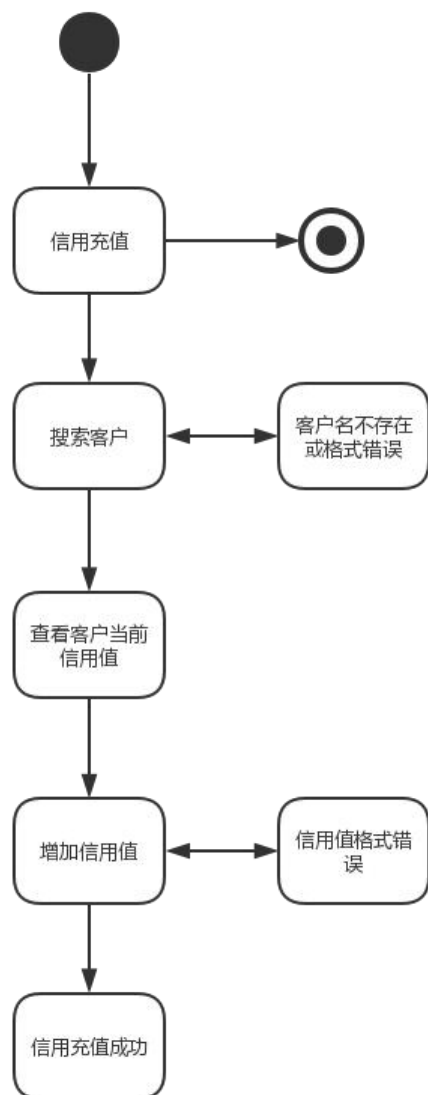 信用充值
搜索客户
客户名不存在
或格式错误
查看客户当前
信用值
增加信用值
信用值格式错
误
信用充值成功